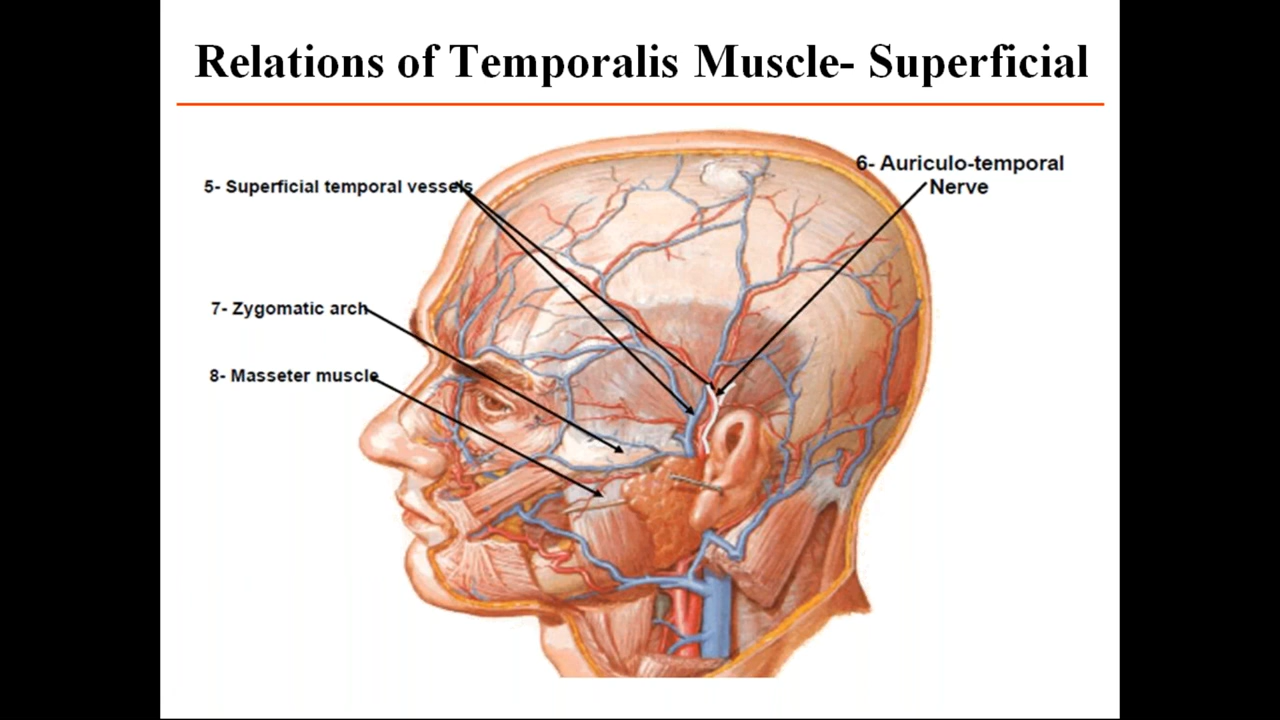 Relations of Temporalis Muscle- Superficial
5- Superficial temporal vessels
6- Auriculo-temporal
Nerve
7- Zygomatic arch
8- Masseter muscle